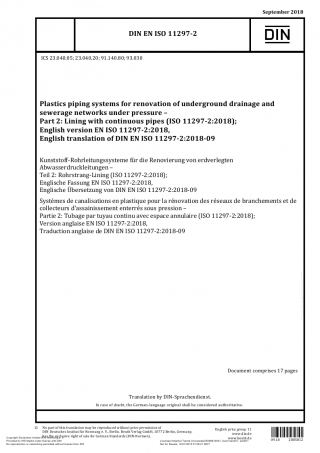 September 2018
DIN EN ISO 11297-2
DIN
ICS 23.040.05; 23.040.20; 91.140.80; 93.030
Plastics piping systems for renovation of underground drainage and
sewerage networks under pressure –
Part 2: Lining with continuous pipes (ISO 11297-2:2018);
English version EN ISO 11297-2:2018,
English translation of DIN EN ISO 11297-2:2018-09
Kunststoff-Rohrleitungssysteme für die Renovierung von erdverlegten
Abwasserdruckleitungen –
Teil 2: Rohrstrang-Lining (ISO 11297-2:2018);
Englische Fassung EN ISO 11297-2:2018,
Englische Übersetzung von DIN EN ISO 11297-2:2018-09
Systèmes de canalisations en plastique pour la rénovation des réseaux de branchements et de
collecteurs d'assainissement enterrés sous pression –
Partie 2: Tubage par tuyau continu avec espace annulaire (ISO 11297-2:2018);
Version anglaise EN ISO 11297-2:2018,
Traduction anglaise de DIN EN ISO 11297-2:2018-09
Document comprises 17 pages
Translation by DIN-Sprachendienst.
In case of doubt, the German-language original shall be considered authoritative.
© No part of this translation may be reproduced without prior permission of
DIN Deutsches Institut für Normung e. V., Berlin. Beuth Verlag GmbH, 10772 Berlin, Germany,
has the exclusive right of sale for German Standards (DIN-Normen).
English price group 11
www.din.de
www.beuth.de